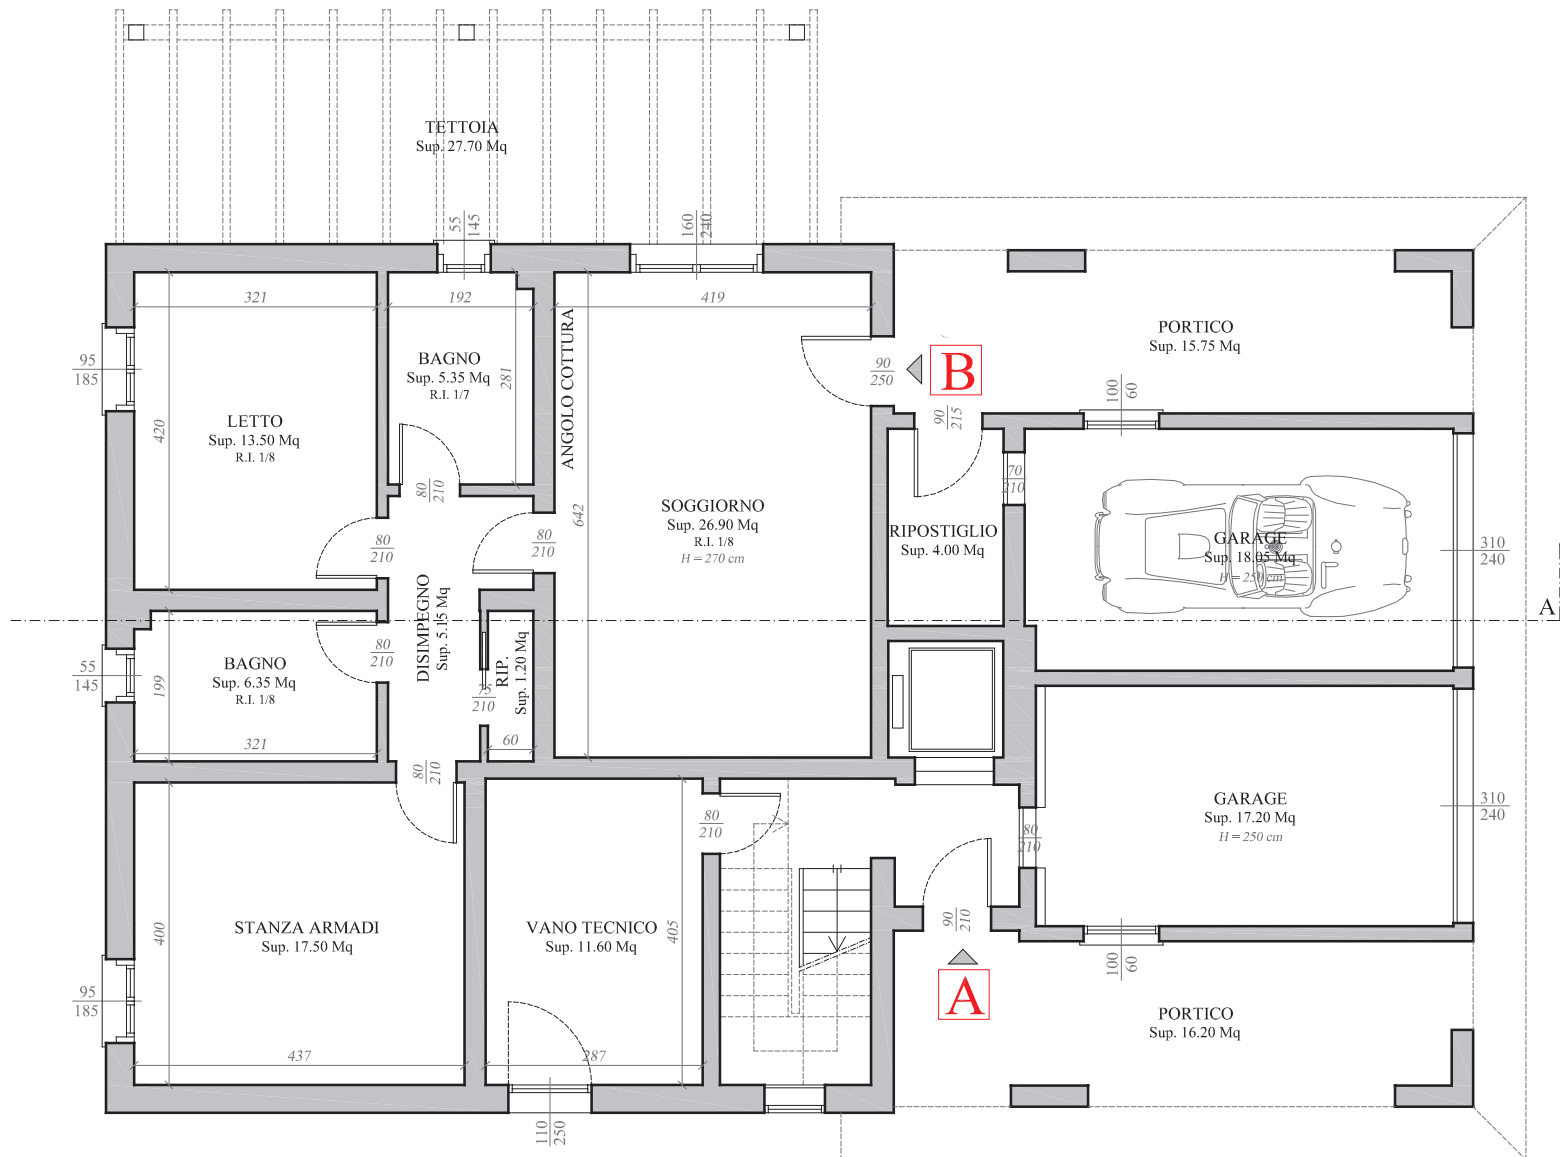 TETTOIA
Sup. 27.70 Mq
55
145
160
240
321
192
419
PORTICO
Sup. 15.75 Mq
95
185
BAGNO
Sup. 5.35 Mq
R.I. 1/7
281
ANGOLO COTTURA
90
250
B
90
215
100
60
LETTO
Sup. 13.50 Mq
R.I. 1/8
420
80
210
80
210
80
210
642
SOGGIORNO
Sup. 26.90 Mq
R.I. 1/8
H = 270 cm
RIPOSTIGLIO
Sup. 4.00 Mq
70
210
GARAGE
Sup. 18.05 Mq
H = 250 cm
310
240
A
DISIMPEGNO
Sup. 5.15 Mq
RIP.
Sup. 1.20 Mq
75
210
60
80
210
BAGNO
Sup. 6.35 Mq
R.I. 1/8
55
145
199
321
80
210
80
210
80
210
GARAGE
Sup. 17.20 Mq
H = 250 cm
310
240
STANZA ARMADI
Sup. 17.50 Mq
400
VANO TECNICO
Sup. 11.60 Mq
405
90
210
A
100
60
95
185
437
287
PORTICO
Sup. 16.20 Mq
110
250